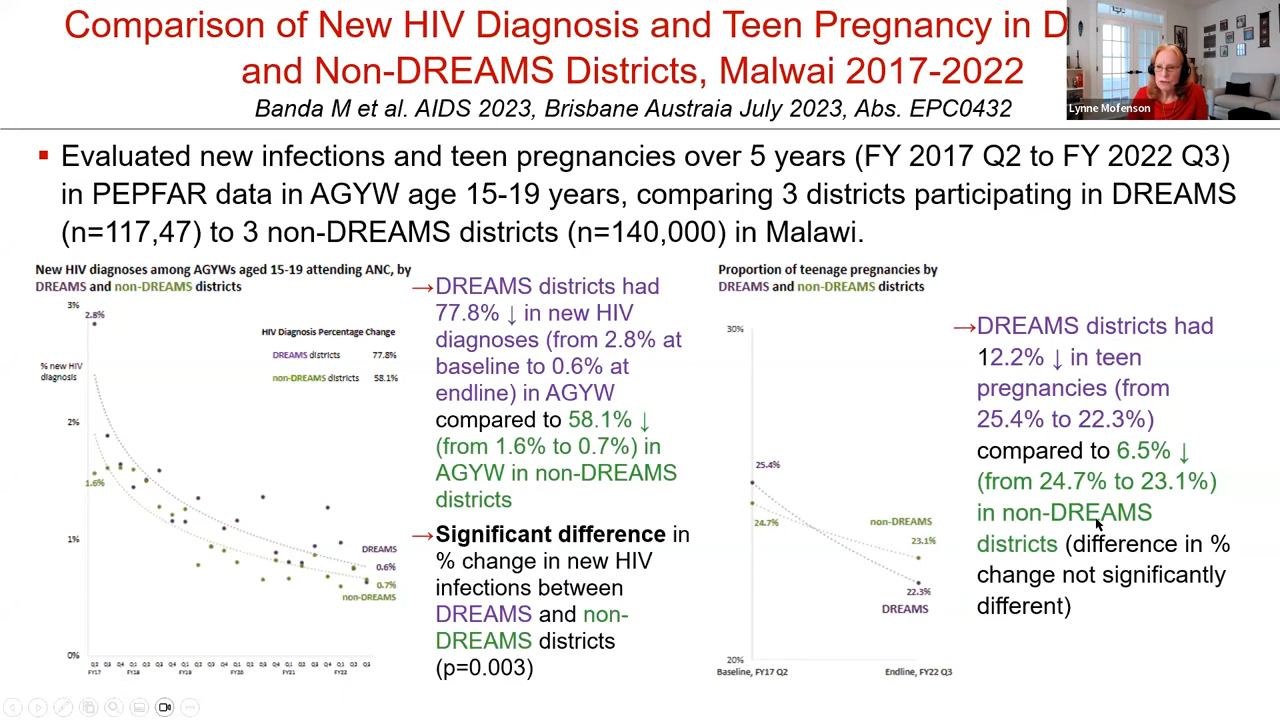 Comparison of New HIV Diagnosis and Teen Pregnancy in D
and Non-DREAMS Districts, Malwai 2017-2022
Banda M et al. AIDS 2023, Brisbane Austraia July 2023, Abs. EPC0432
Lynne Mofenson
Evaluated new infections and teen pregnancies over 5 years (FY 2017 Q2 to FY 2022 Q3)
in PEPFAR data in AGYW age 15-19 years, comparing 3 districts participating in DREAMS
(n=117,47) to 3 non-DREAMS districts (n=140,000) in Malawi.
New HIV diagnoses among AGYWs aged 15-19 attending ANC, by
DREAMS and non-DREAMS districts
3%
2.8%
HIV Diagnosis Percentage Change
DREAMS districts 77.8%
non-DREAMS districts 58.1%
% new HIV
diagnosis
2%
1.6%
1%
DREAMS
0.6%
0.7%
non-DREAMS
0%
Q2 Q3 Q4 Q1 Q2 Q3 Q4 Q1 Q2 Q3 Q4 Q1 Q2 Q3 Q4 Q1 Q2 Q3 Q4 Q1 Q2 Q3
FY17 FY18 FY19 FY20 FY21 FY22
→DREAMS districts had
77.8% ↓ in new HIV
diagnoses (from 2.8% at
baseline to 0.6% at
endline) in AGYW
compared to 58.1% ↓
(from 1.6% to 0.7%) in
AGYW in non-DREAMS
districts
→Significant difference in
% change in new HIV
infections between
DREAMS and non-
DREAMS districts
(p=0.003)
Proportion of teenage pregnancies by
DREAMS and non-DREAMS districts
30%
25.4%
24.7%
non-DREAMS
23.1%
22.3%
DREAMS
20%
Baseline, FY17 Q2
Endline, FY22 Q3
→DREAMS districts had
12.2% ↓ in teen
pregnancies (from
25.4% to 22.3%)
compared to 6.5% ↓
(from 24.7% to 23.1%)
in non-DREAMS
districts (difference in %
change not significantly
different)